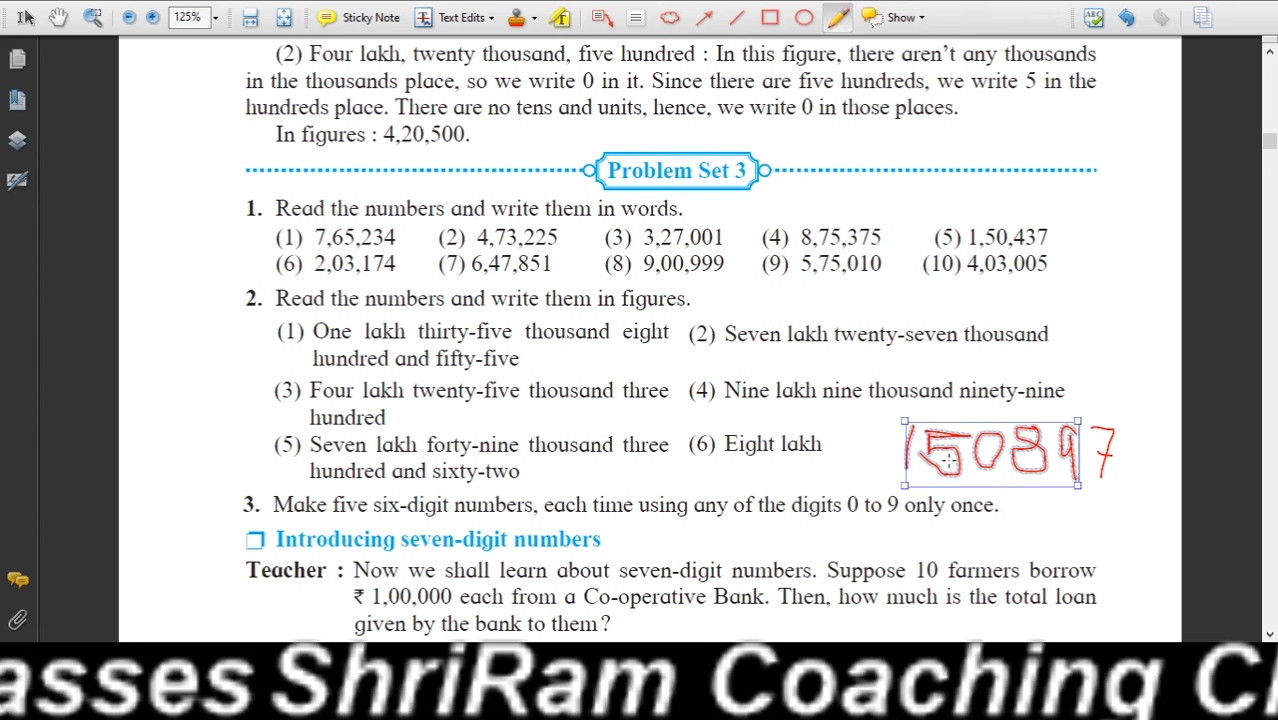 125%
Sticky Note
Text Edits
Show
(2) Four lakh, twenty thousand, five hundred : In this figure, there aren't any thousands
in the thousands place, so we write 0 in it. Since there are five hundreds, we write 5 in the
hundreds place. There are no tens and units, hence, we write 0 in those places.
In figures : 4,20,500.
Problem Set 3
1. Read the numbers and write them in words.
(1) 7,65,234 (2) 4,73,225 (3) 3,27,001 (4) 8,75,375 (5) 1,50,437
(6) 2,03,174 (7) 6,47,851 (8) 9,00,999 (9) 5,75,010 (10) 4,03,005
2. Read the numbers and write them in figures.
(1) One lakh thirty-five thousand eight (2) Seven lakh twenty-seven thousand
hundred and fifty-five
(3) Four lakh twenty-five thousand three (4) Nine lakh nine thousand ninety-nine
hundred
(5) Seven lakh forty-nine thousand three (6) Eight lakh 150897
hundred and sixty-two
3. Make five six-digit numbers, each time using any of the digits 0 to 9 only once.
Introducing seven-digit numbers
Teacher : Now we shall learn about seven-digit numbers. Suppose 10 farmers borrow
₹ 1,00,000 each from a Co-operative Bank. Then, how much is the total loan
given by the bank to them?
asses ShriRam Coaching Cl